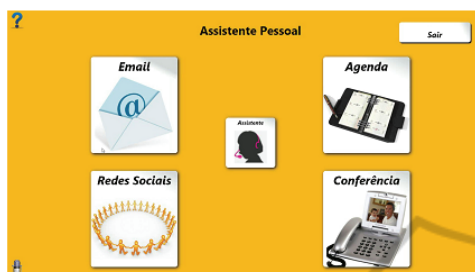 ?
Assistente Pessoal
Sair
Email
@
Agenda
Assistente
Redes Sociais
Conferência